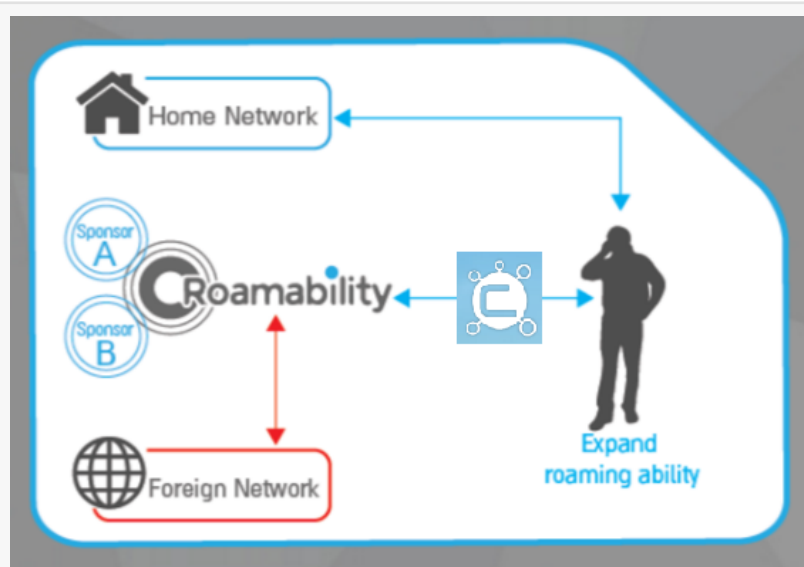 Home Network
Sponsor
A
Roamability
Sponsor
B
Foreign Network
Expand
roaming ability